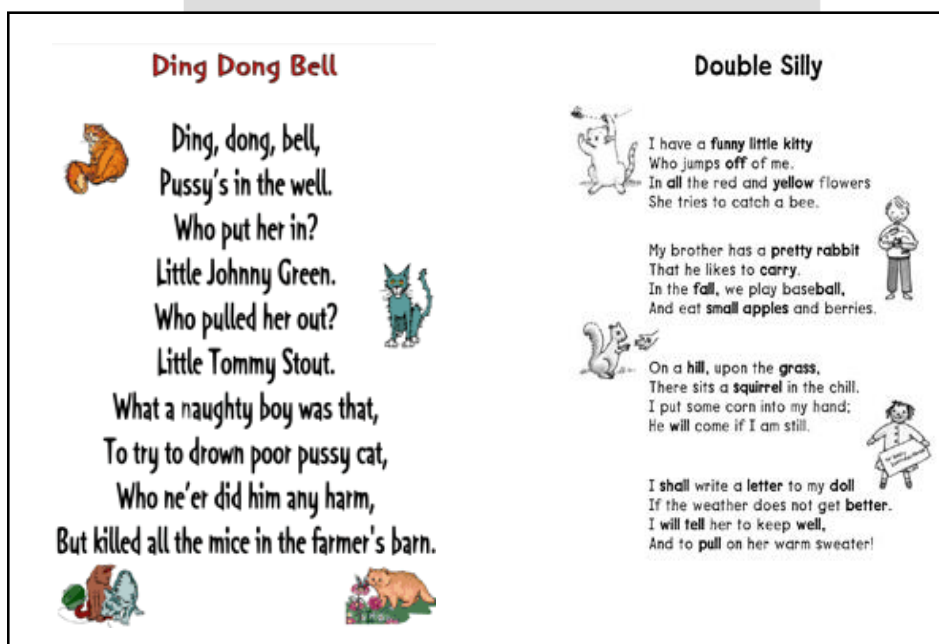 Ding Dong Bell
Ding, dong, bell,
Pussy's in the well.
Who put her in?
Little Johnny Green.
Who pulled her out?
Little Tommy Stout.
What a naughty boy was that,
To try to drown poor pussy cat,
Who ne'er did him any harm,
But killed all the mice in the farmer's barn.
Double Silly
I have a funny little kitty
Who jumps off of me.
In all the red and yellow flowers
She tries to catch a bee.
My brother has a pretty rabbit
That he likes to carry.
In the fall, we play baseball,
And eat small apples and berries.
On a hill, upon the grass,
There sits a squirrel in the chill.
I put some corn into my hand;
He will come if I am still.
I shall write a letter to my doll
If the weather does not get better.
I will tell her to keep well,
And to pull on her warm sweater!